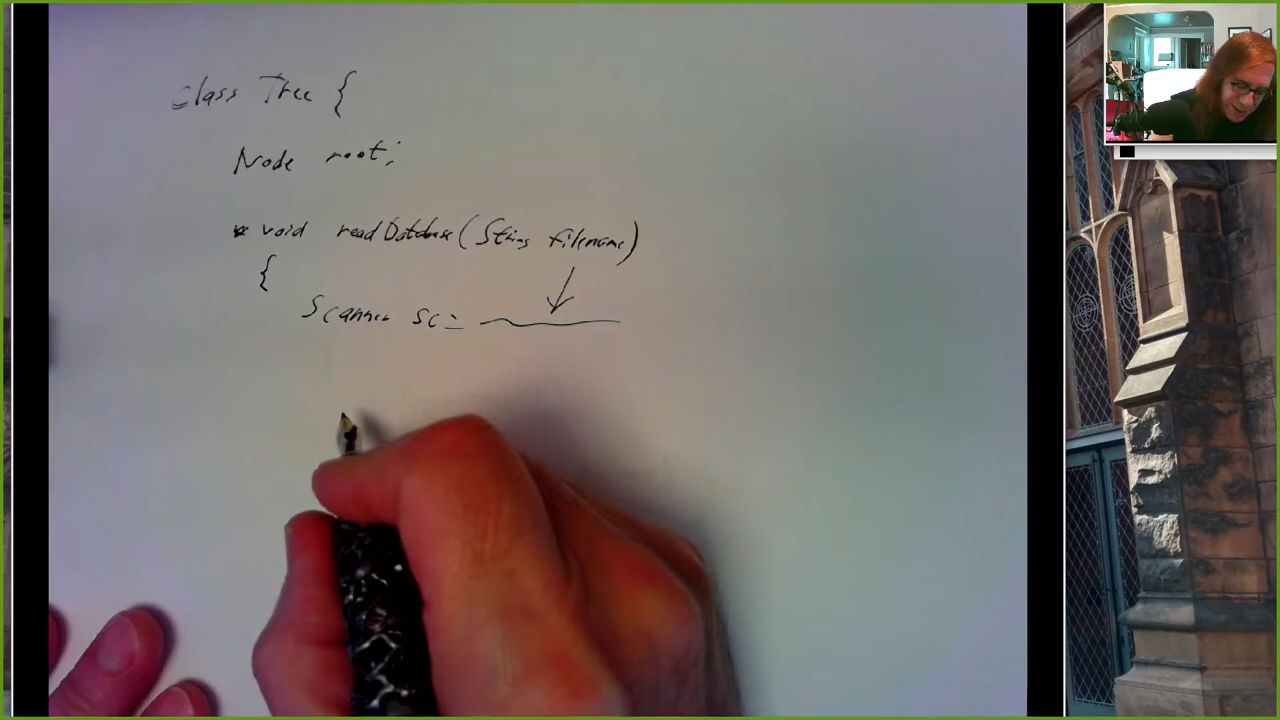 Class Tree {
Node root;
void readDatabase(String filename)
{
Scanner sc =